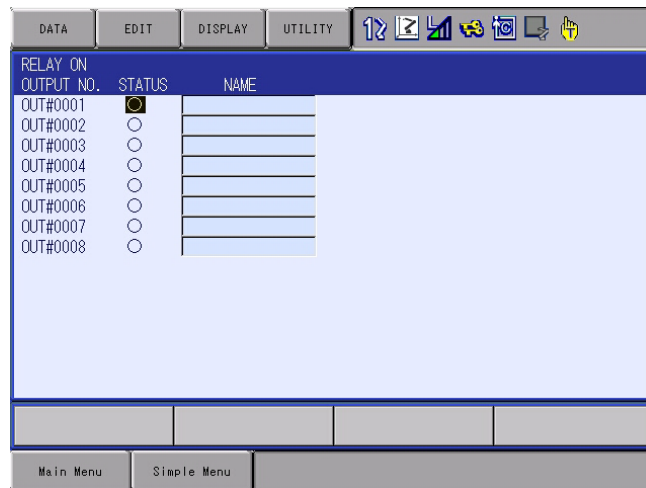 DATA EDIT DISPLAY UTILITY
RELAY ON
OUTPUT NO. STATUS NAME
OUT#0001
OUT#0002
OUT#0003
OUT#0004
OUT#0005
OUT#0006
OUT#0007
OUT#0008
Main Menu Simple Menu